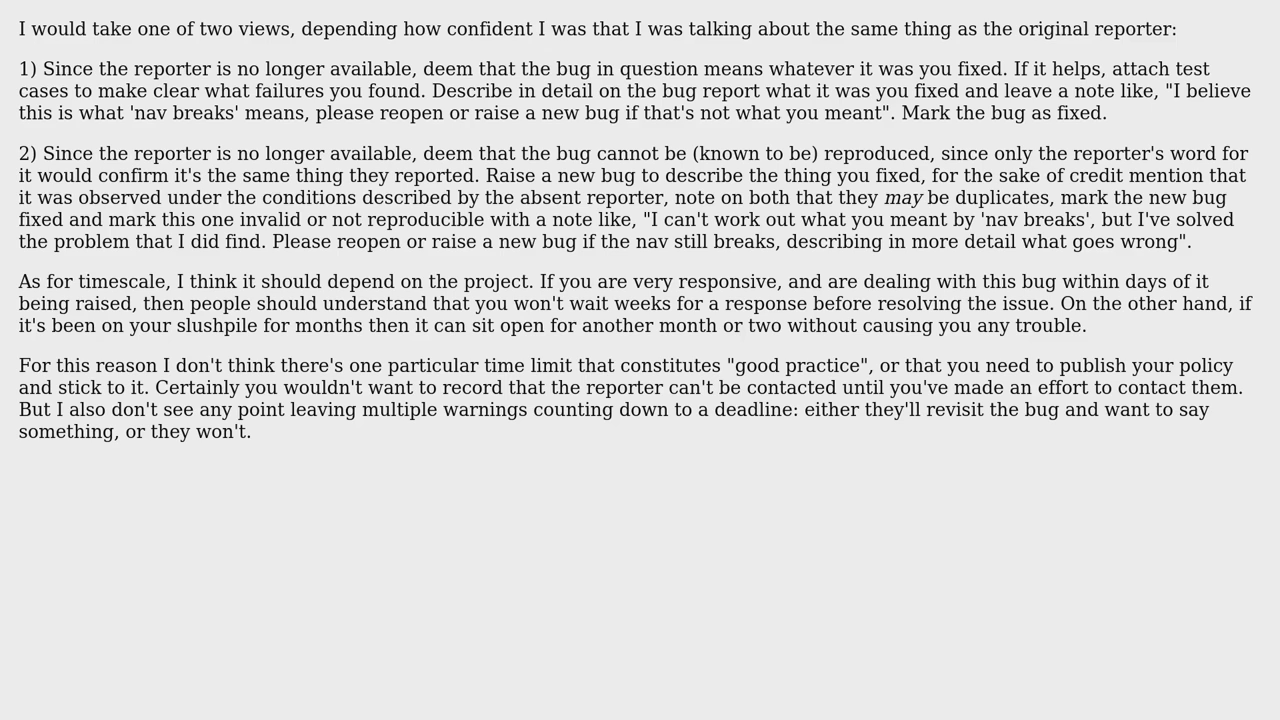 I would take one of two views, depending how confident I was that I was talking about the same thing as the original reporter:
1) Since the reporter is no longer available, deem that the bug in question means whatever it was you fixed. If it helps, attach test
cases to make clear what failures you found. Describe in detail on the bug report what it was you fixed and leave a note like, "I believe
this is what 'nav breaks' means, please reopen or raise a new bug if that's not what you meant". Mark the bug as fixed.
2) Since the reporter is no longer available, deem that the bug cannot be (known to be) reproduced, since only the reporter's word for
it would confirm it's the same thing they reported. Raise a new bug to describe the thing you fixed, for the sake of credit mention that
it was observed under the conditions described by the absent reporter, note on both that they may be duplicates, mark the new bug
fixed and mark this one invalid or not reproducible with a note like, "I can't work out what you meant by 'nav breaks', but I've solved
the problem that I did find. Please reopen or raise a new bug if the nav still breaks, describing in more detail what goes wrong".
As for timescale, I think it should depend on the project. If you are very responsive, and are dealing with this bug within days of it
being raised, then people should understand that you won't wait weeks for a response before resolving the issue. On the other hand, if
it's been on your slushpile for months then it can sit open for another month or two without causing you any trouble.
For this reason I don't think there's one particular time limit that constitutes "good practice", or that you need to publish your policy
and stick to it. Certainly you wouldn't want to record that the reporter can't be contacted until you've made an effort to contact them.
But I also don't see any point leaving multiple warnings counting down to a deadline: either they'll revisit the bug and want to say
something, or they won't.